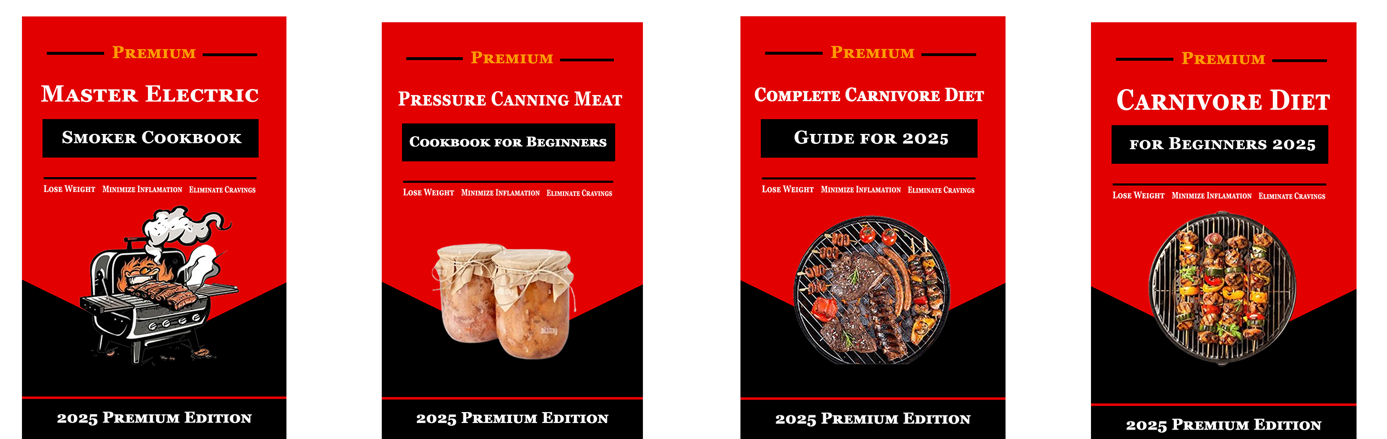 Premium
Master Electric
Smoker Cookbook
Lose Weight Minimize Inflamation Eliminate Cravings
2025 Premium Edition
Premium
Pressure Canning Meat
Cookbook for Beginners
Lose Weight Minimize Inflamation Eliminate Cravings
2025 Premium Edition
Premium
Complete Carnivore Diet
Guide for 2025
Lose Weight Minimize Inflamation Eliminate Cravings
2025 Premium Edition
Premium
Carnivore Diet
for Beginners 2025
Lose Weight Minimize Inflamation Eliminate Cravings
2025 Premium Edition